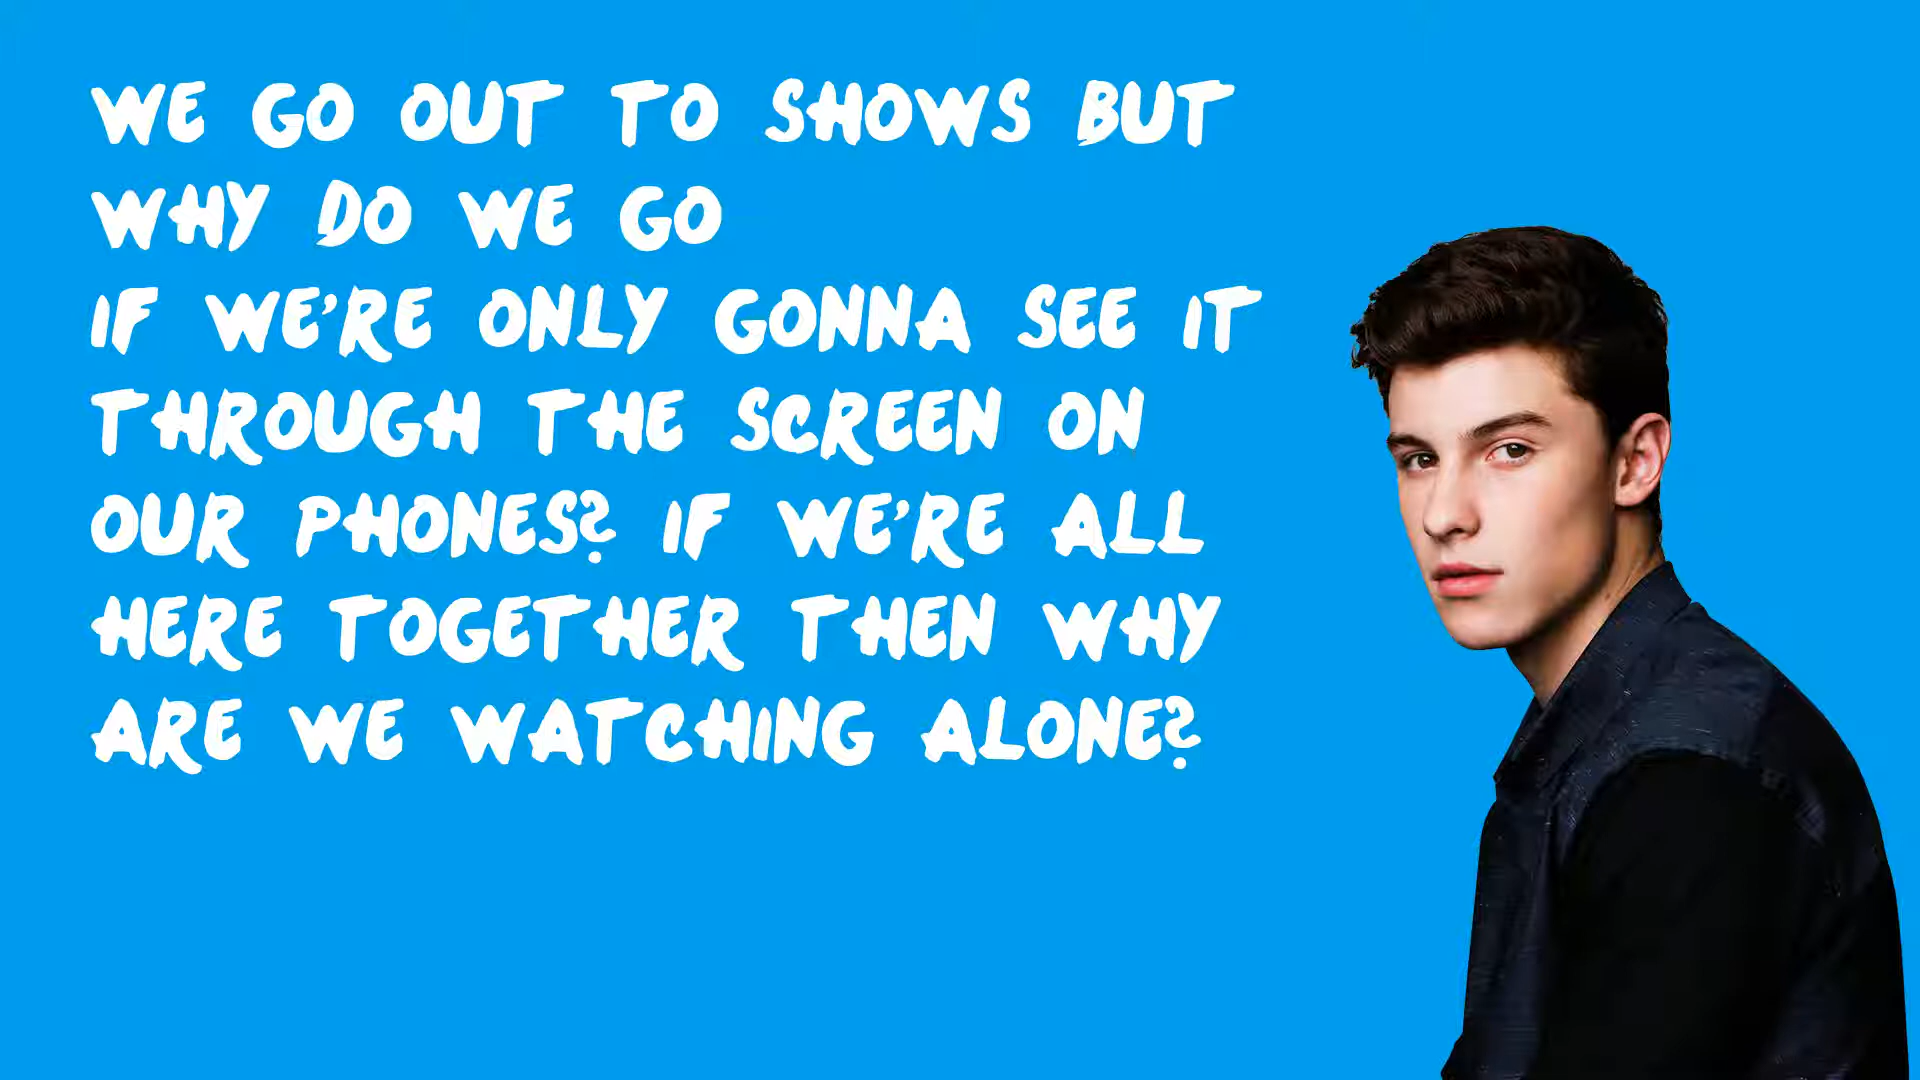 WE GO OUT TO SHOWS BUT
WHY DO WE GO
IF WE'RE ONLY GONNA SEE IT
THROUGH THE SCREEN ON
OUR PHONES? IF WE'RE ALL
HERE TOGETHER THEN WHY
ARE WE WATCHING ALONE?